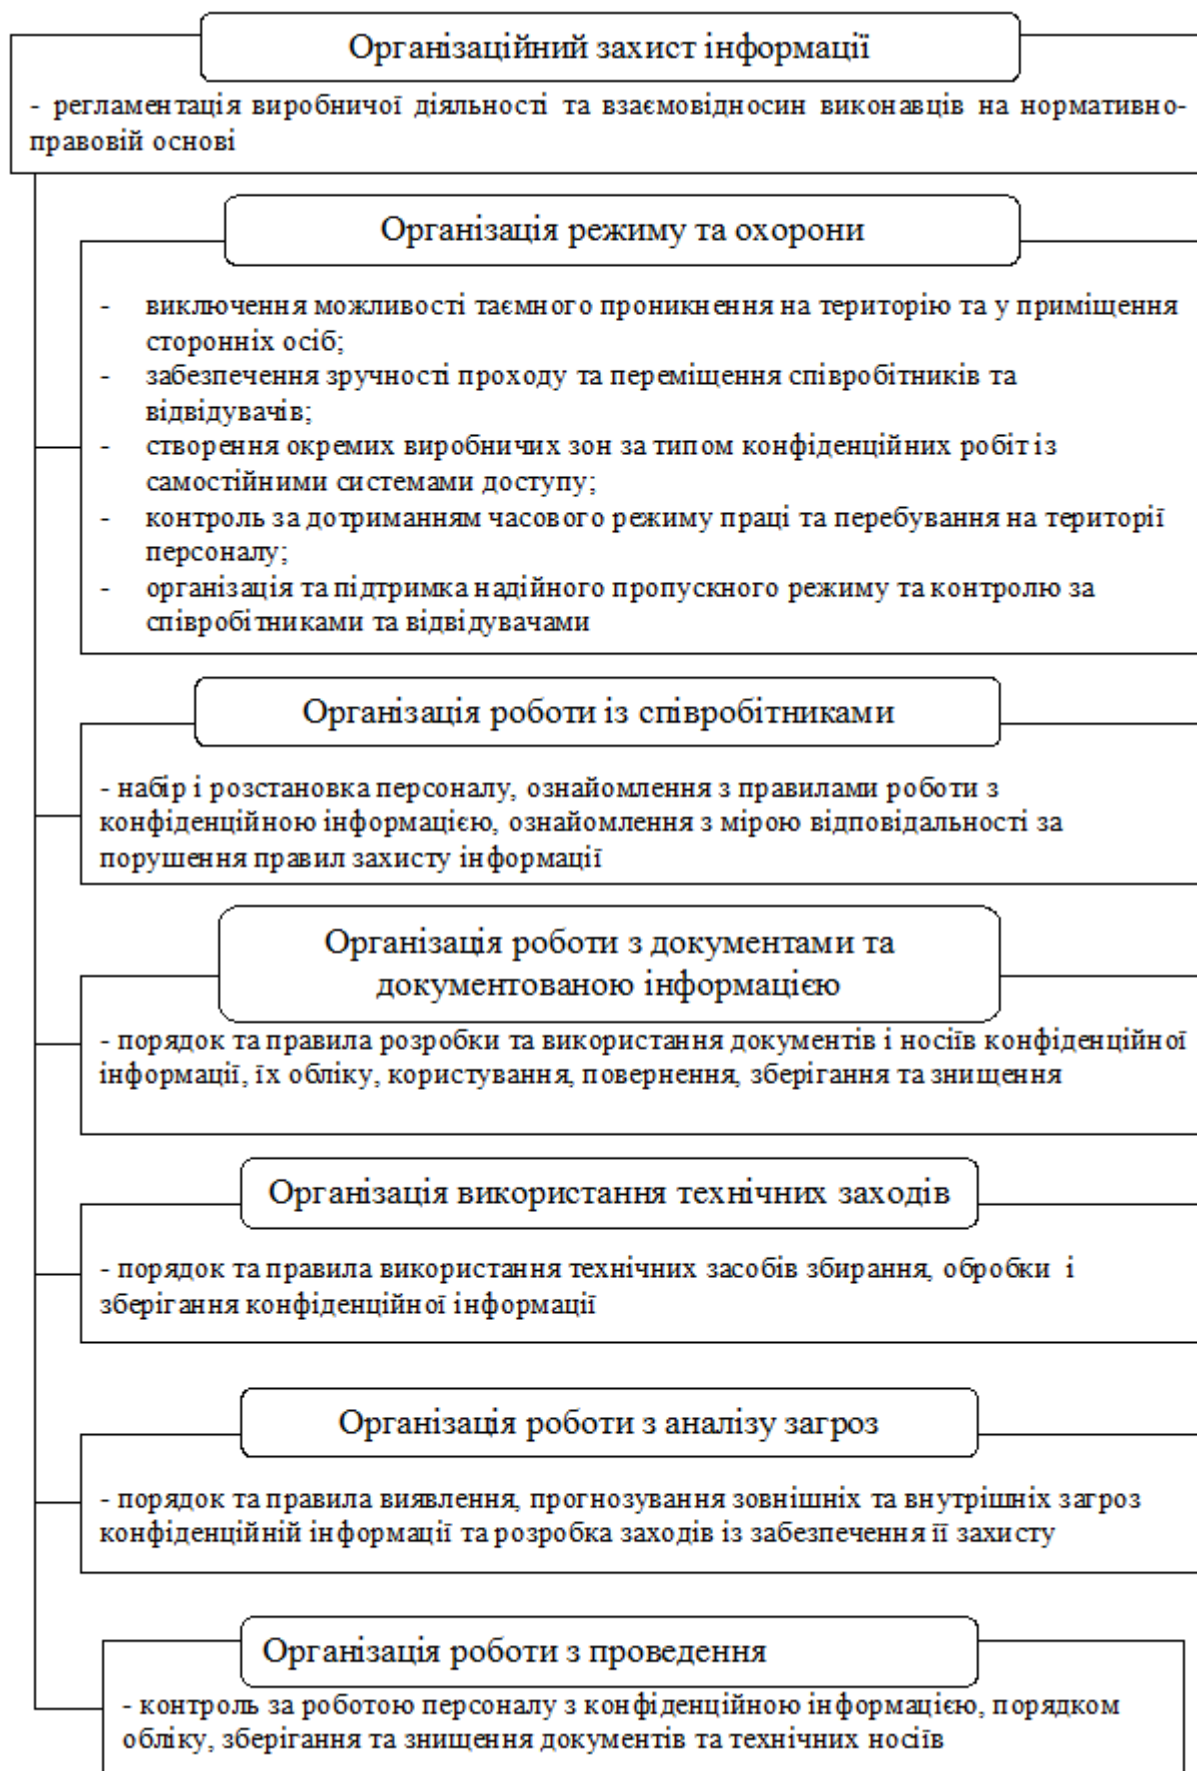 Організаційний захист інформації
- регламентація виробничої діяльності та взаємовідносин виконавців на нормативно-
правовій основі
Організація режиму та охорони
- виключення можливості таємного проникнення на територію та у приміщення
сторонніх осіб;
- забезпечення зручності проходу та переміщення співробітників та
відвідувачів;
- створення окремих виробничих зон за типом конфіденційних робіт із
самостійними системами доступу;
- контроль за дотриманням часового режиму праці та перебування на території
персоналу;
- організація та підтримка надійного пропускного режиму та контролю за
співробітниками та відвідувачами
Організація роботи із співробітниками
- набір і розстановка персоналу, ознайомлення з правилами роботи з
конфіденційною інформацією, ознайомлення з мірою відповідальності за
порушення правил захисту інформації
Організація роботи з документами та
документованою інформацією
- порядок та правила розробки та використання документів і носіїв конфіденційної
інформації, їх обліку, користування, повернення, зберігання та знищення
Організація використання технічних заходів
- порядок та правила використання технічних засобів збирання, обробки і
зберігання конфіденційної інформації
Організація роботи з аналізу загроз
- порядок та правила виявлення, прогнозування зовнішніх та внутрішніх загроз
конфіденційній інформації та розробка заходів із забезпечення її захисту
Організація роботи з проведення
- контроль за роботою персоналу з конфіденційною інформацією, порядком
обліку, зберігання та знищення документів та технічних носіїв